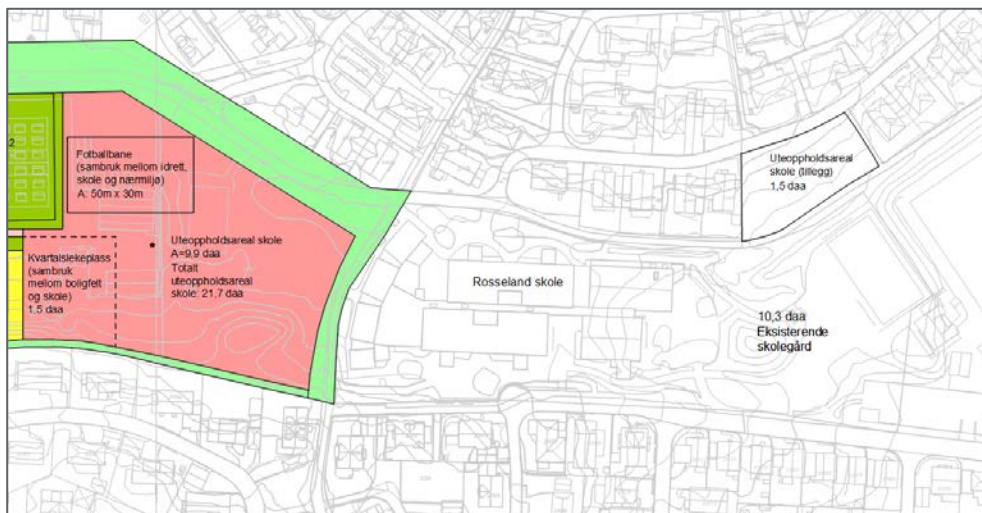 2
Fotballbane
(sambruk mellom idrett,
skole og nærmiljø)
A: 50m x 30m
Uteoppholdsareal skole
A=9,9 daa
Totalt
uteoppholdsareal
skole: 21,7 daa
Kvartalslekeplass
(sambruk
mellom boligfelt
og skole)
1,5 daa
Rosseland skole
Uteoppholdsareal
skole (tillegg)
1,5 daa
10,3 daa
Eksisterende
skolegård